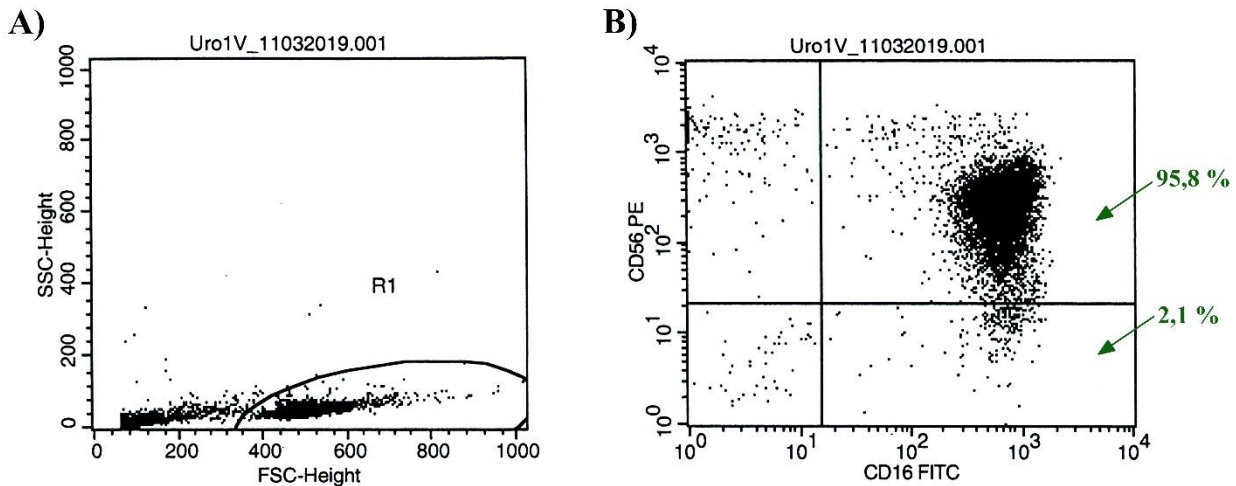 A)
Uro1V_11032019.001
1000
800
600
400
200
0
SSC-Height
R1
0 200 400 600 800 1000
FSC-Height
B)
Uro1V_11032019.001
10^4
10^3
10^2
10^1
10^0
CD56 PE
95,8 %
2,1 %
10^0 10^1 10^2 10^3 10^4
CD16 FITC